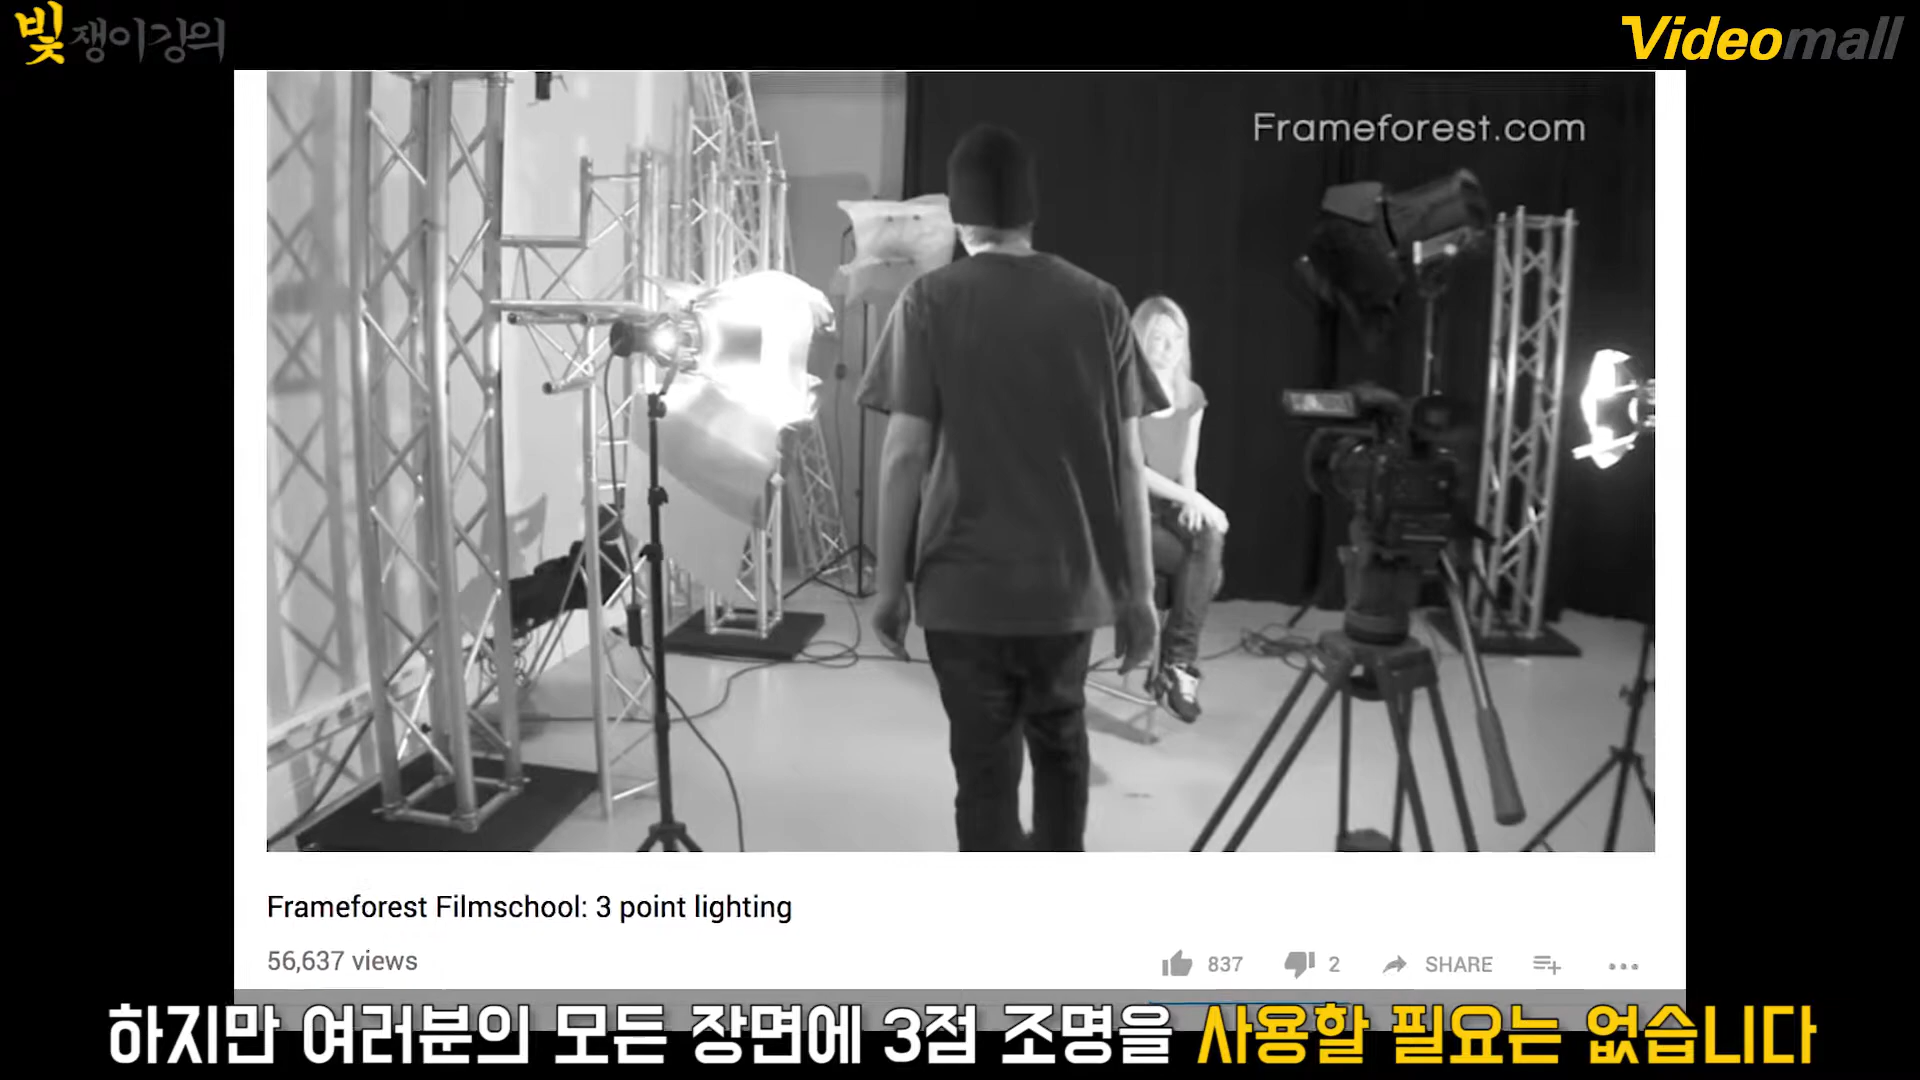 빛쟁이강의
Videomall
Frameforest.com
Frameforest Filmschool: 3 point lighting
56,637 views
837
2
SHARE
하지만 여러분의 모든 장면에 3점 조명을 사용할 필요는 없습니다